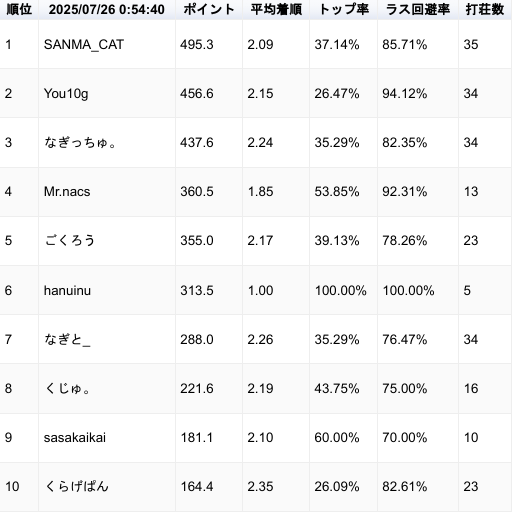 順位 2025/07/26 0:54:40 ポイント 平均着順 トップ率 ラス回避率 打荘数
1 SANMA_CAT 495.3 2.09 37.14% 85.71% 35
2 You10g 456.6 2.15 26.47% 94.12% 34
3 なぎっちゅ。 437.6 2.24 35.29% 82.35% 34
4 Mr.nacs 360.5 1.85 53.85% 92.31% 13
5 ごくろう 355.0 2.17 39.13% 78.26% 23
6 hanuinu 313.5 1.00 100.00% 100.00% 5
7 なぎと_ 288.0 2.26 35.29% 76.47% 34
8 くじゅ。 221.6 2.19 43.75% 75.00% 16
9 sasakaikai 181.1 2.10 60.00% 70.00% 10
10 くらげぱん 164.4 2.35 26.09% 82.61% 23